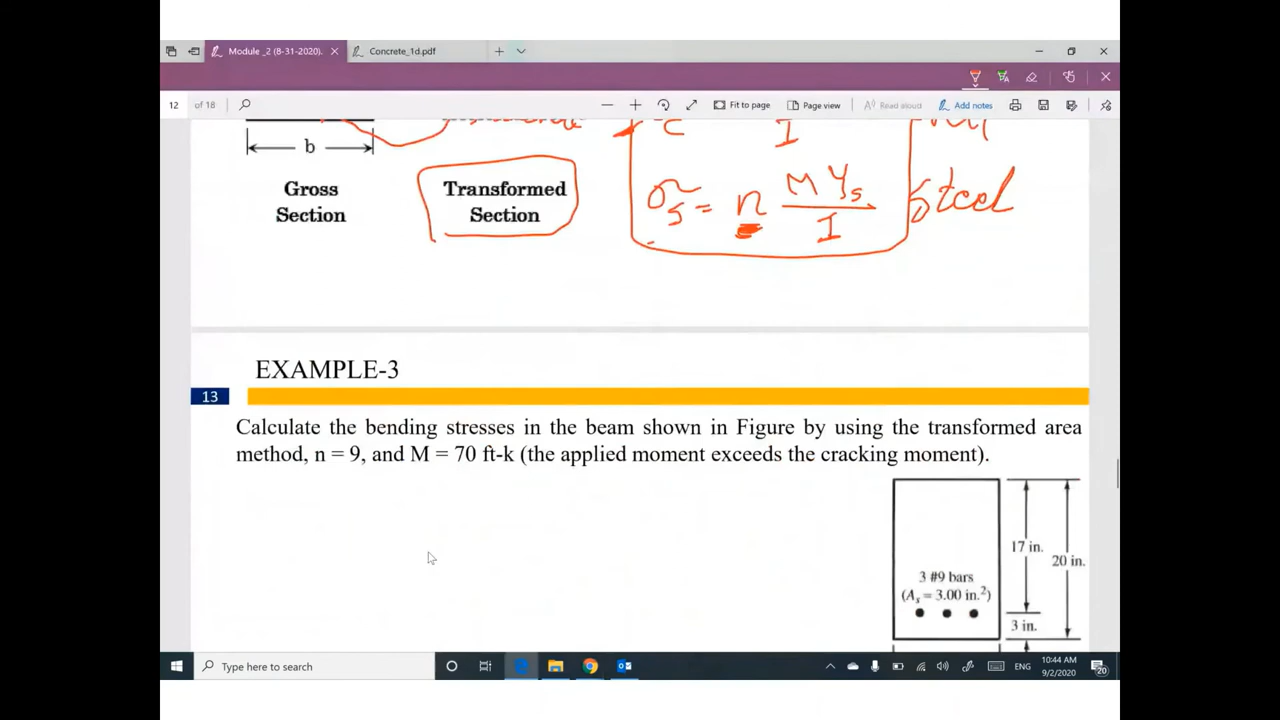 Module _2 (8-31-2020).
Concrete_1d.pdf
12 of 18
Fit to page
Page view
Read aloud
Add notes
I
b
Gross
Section
Transformed
Section
σs = n M Ys
I
Steel
EXAMPLE-3
13
Calculate the bending stresses in the beam shown in Figure by using the transformed area
method, n = 9, and M = 70 ft-k (the applied moment exceeds the cracking moment).
17 in.
20 in.
3 #9 bars
(As = 3.00 in.²)
3 in.
Type here to search
ENG
10:44 AM
9/2/2020
20